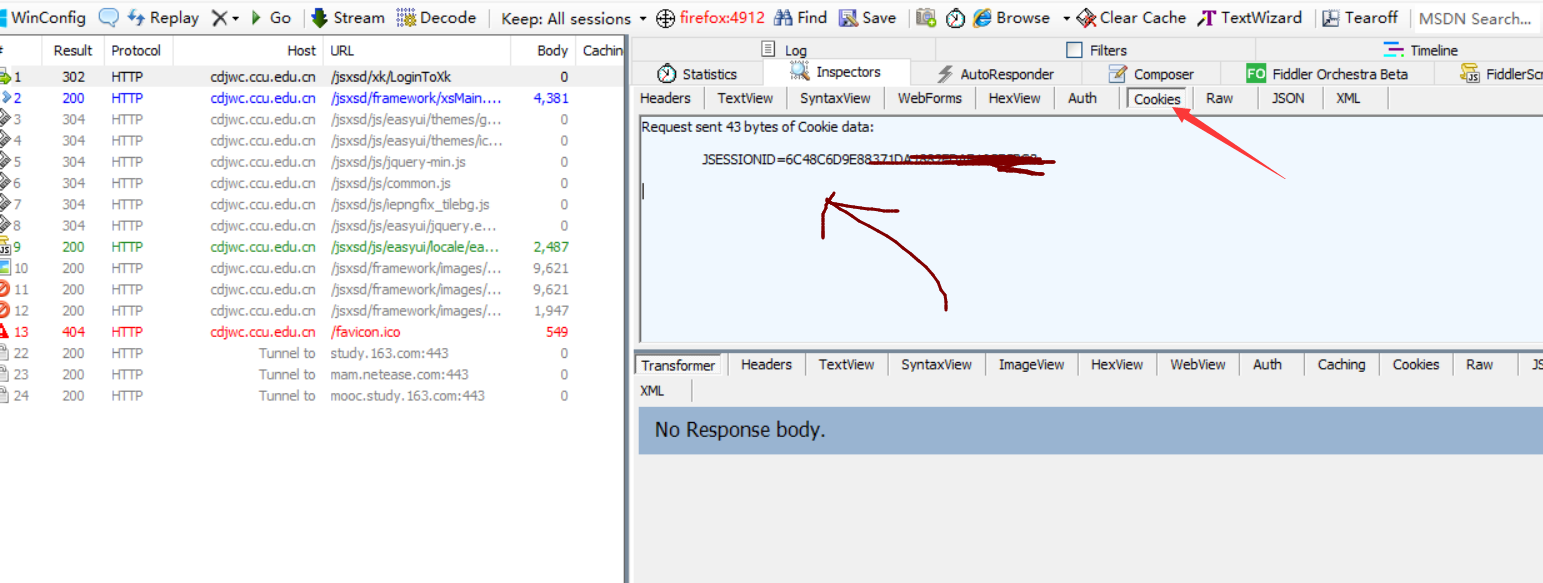 WinConfig Replay Go Stream Decode Keep: All sessions firefox:4912 Find Save Browse Clear Cache TextWizard Tearoff MSDN Search...
Result Protocol Host URL Body Cachin
1 302 HTTP cdjwc.ccu.edu.cn /jsxsd/xk/LoginToXk 0
2 200 HTTP cdjwc.ccu.edu.cn /jsxsd/framework/xsMain.... 4,381
3 304 HTTP cdjwc.ccu.edu.cn /jsxsd/js/easyui/themes/g... 0
4 304 HTTP cdjwc.ccu.edu.cn /jsxsd/js/easyui/themes/ic... 0
5 304 HTTP cdjwc.ccu.edu.cn /jsxsd/js/jquery-min.js 0
6 304 HTTP cdjwc.ccu.edu.cn /jsxsd/js/common.js 0
7 304 HTTP cdjwc.ccu.edu.cn /jsxsd/js/iepngfix_tilebg.js 0
8 304 HTTP cdjwc.ccu.edu.cn /jsxsd/js/easyui/jquery.e... 0
9 200 HTTP cdjwc.ccu.edu.cn /jsxsd/js/easyui/locale/ea... 2,487
10 200 HTTP cdjwc.ccu.edu.cn /jsxsd/framework/images/... 9,621
11 200 HTTP cdjwc.ccu.edu.cn /jsxsd/framework/images/... 9,621
12 200 HTTP cdjwc.ccu.edu.cn /jsxsd/framework/images/... 1,947
13 404 HTTP cdjwc.ccu.edu.cn /favicon.ico 549
22 200 HTTP Tunnel to study.163.com:443 0
23 200 HTTP Tunnel to mam.netease.com:443 0
24 200 HTTP Tunnel to mooc.study.163.com:443 0
Log Filters Timeline
Statistics Inspectors AutoResponder Composer FO Fiddler Orchestra Beta FiddlerScr
Headers TextView SyntaxView WebForms HexView Auth Cookies Raw JSON XML
Request sent 43 bytes of Cookie data:
JSESSIONID=6C48C6D9E88371DA
Transformer Headers TextView SyntaxView ImageView HexView WebView Auth Caching Cookies Raw JS
XML
No Response body.